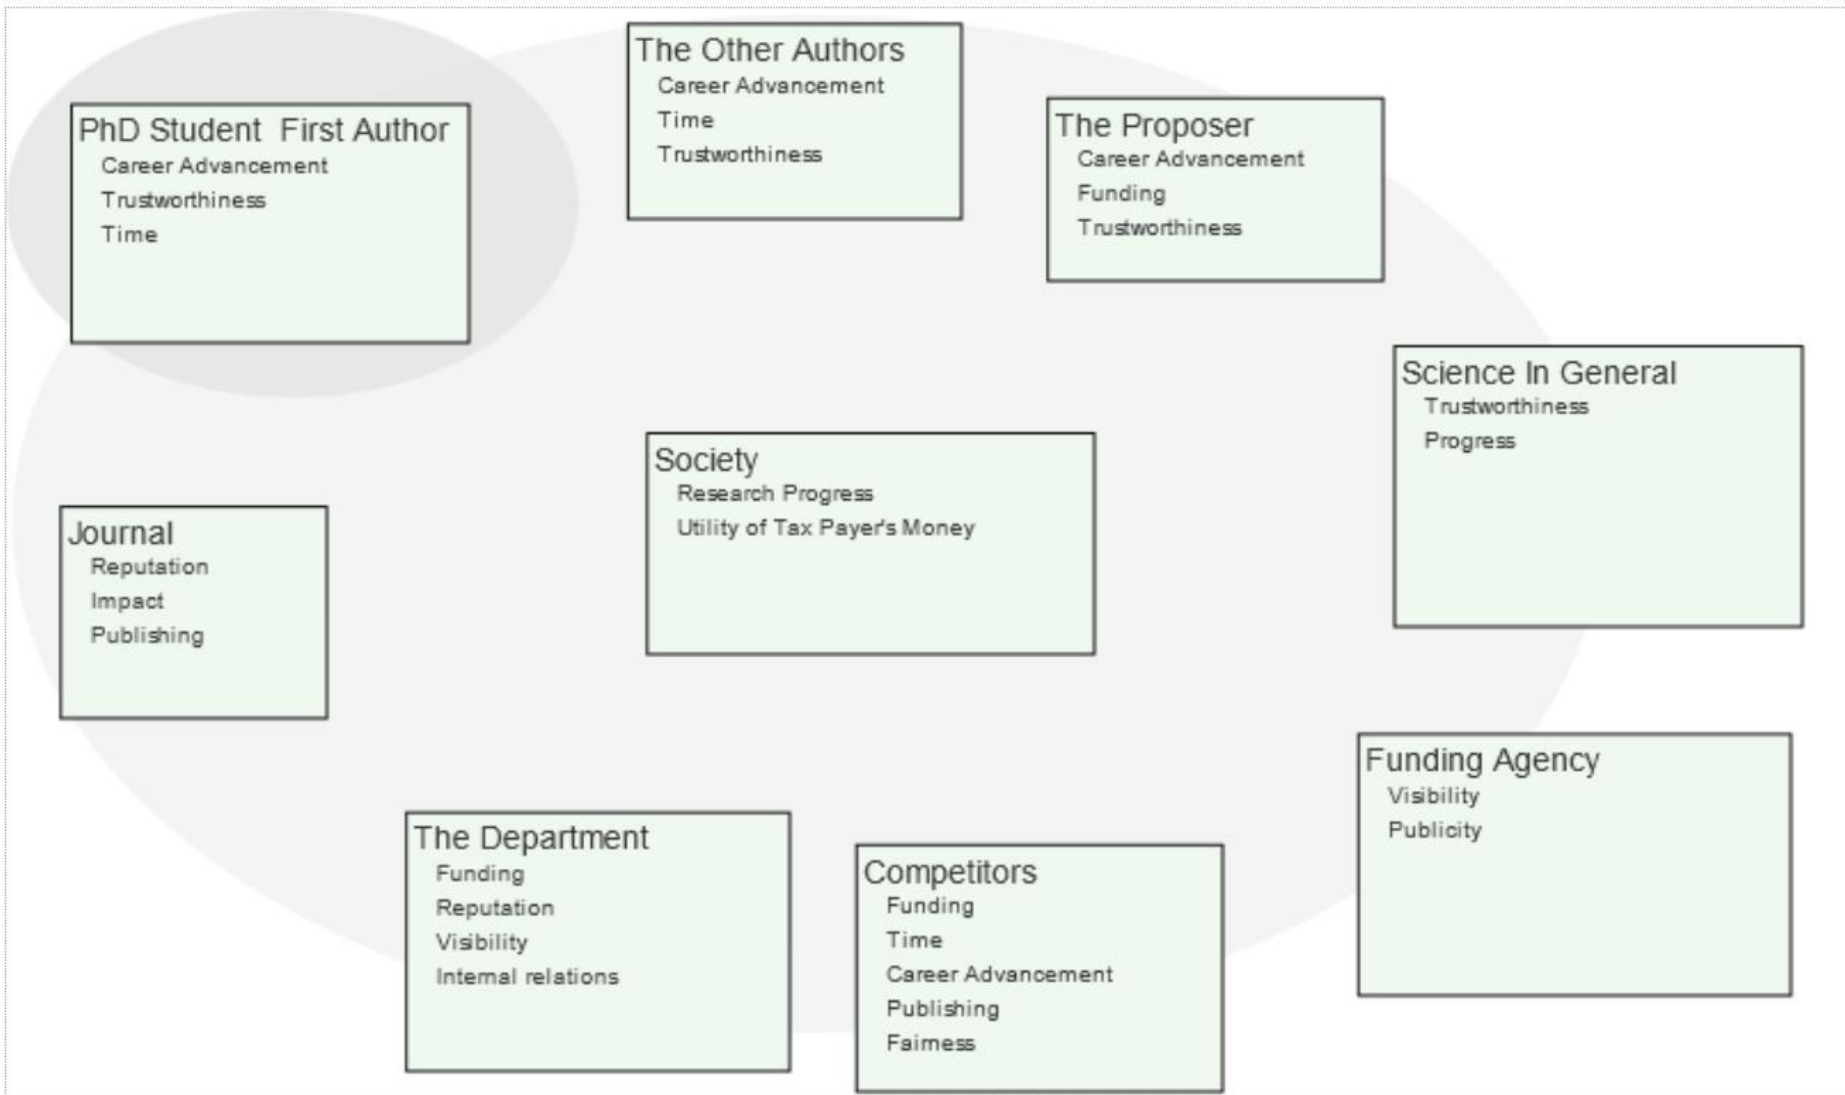 The Other Authors
Career Advancement
Time
Trustworthiness
PhD Student  First Author
Career Advancement
Trustworthiness
Time
The Proposer
Career Advancement
Funding
Trustworthiness
Science In General
Trustworthiness
Progress
Society
Research Progress
Utility of Tax Payer's Money
Journal
Reputation
Impact
Publishing
Funding Agency
Visibility
Publicity
The Department
Funding
Reputation
Visibility
Internal relations
Competitors
Funding
Time
Career Advancement
Publishing
Fairness